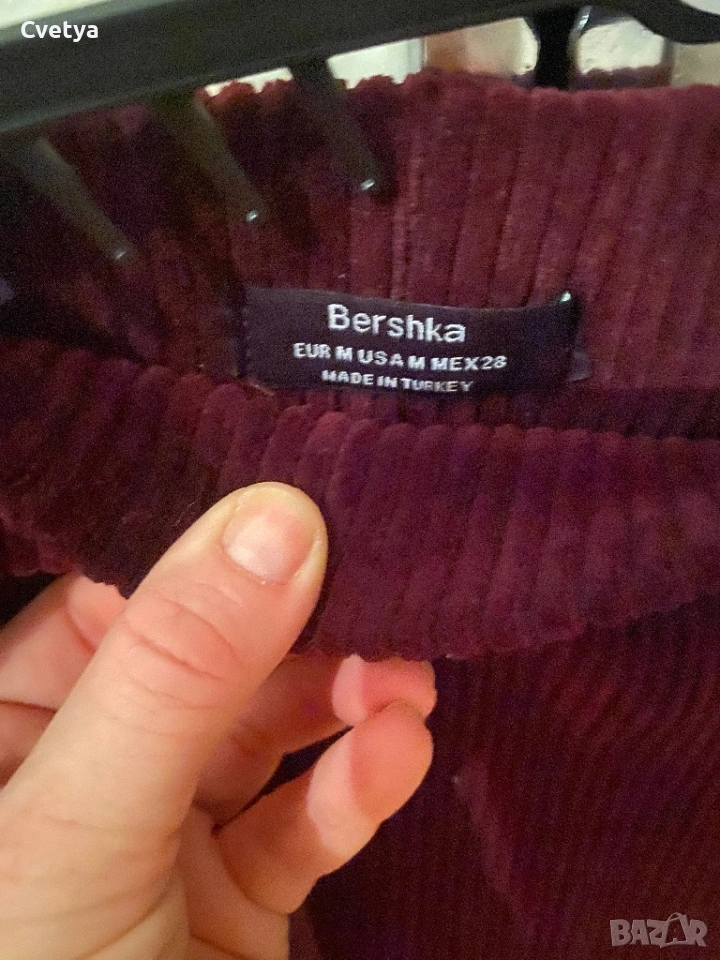 Cvetya
Bershka
EUR M USA M MEX 28
MADE IN TURKEY
BAZAR